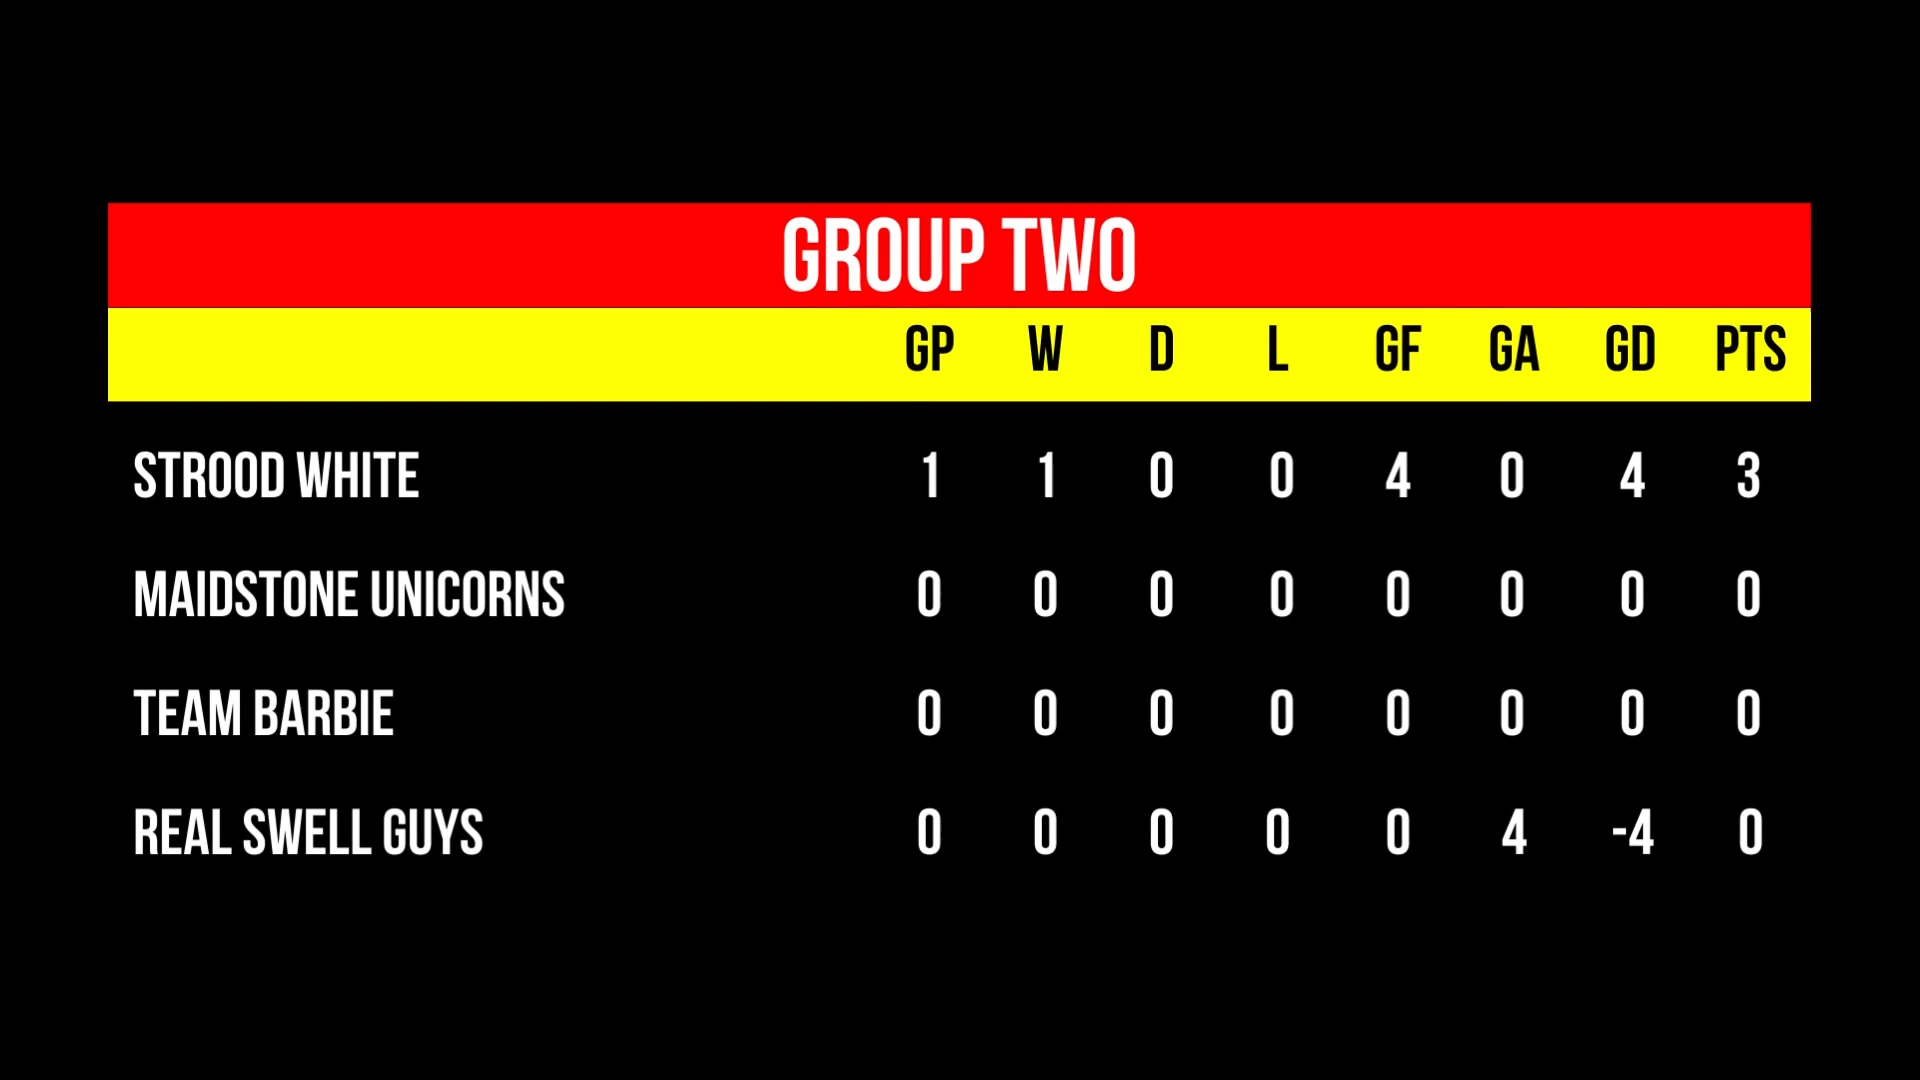 GROUP TWO
GP W D L GF GA GD PTS
STROOD WHITE 1 1 0 0 4 0 4 3
MAIDSTONE UNICORNS 0 0 0 0 0 0 0 0
TEAM BARBIE 0 0 0 0 0 0 0 0
REAL SWELL GUYS 0 0 0 0 0 4 -4 0